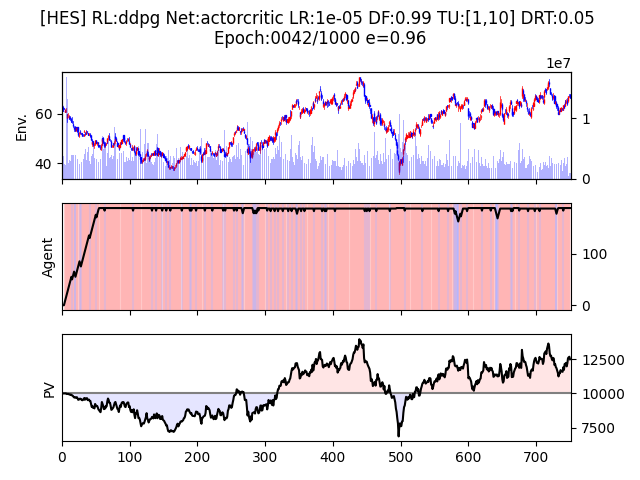 [HES] RL:ddpg Net:actorcritic LR:1e-05 DF:0.99 TU:[1,10] DRT:0.05
Epoch:0042/1000 e=0.96
1e7
60
40
Env.
1
0
Agent
100
0
PV
12500
10000
7500
0 100 200 300 400 500 600 700